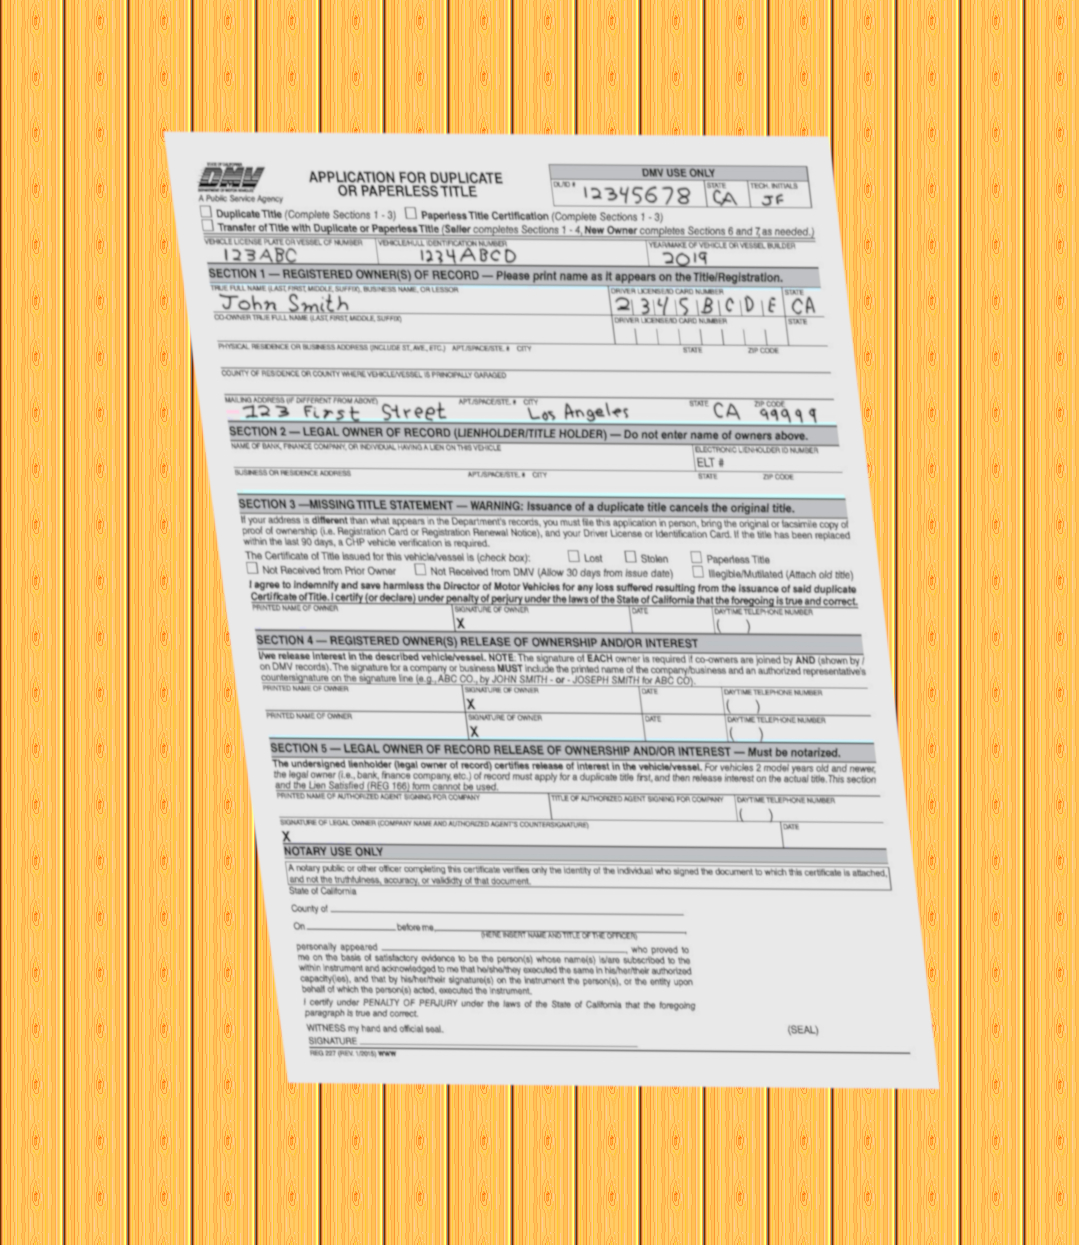 STATE OF CALIFORNIA
DMV
DEPARTMENT OF MOTOR VEHICLES
A Public Service Agency
APPLICATION FOR DUPLICATE
OR PAPERLESS TITLE
DMV USE ONLY
DL/ID # 12345678 STATE CA TECH. INITIALS JF
Duplicate Title (Complete Sections 1 - 3) Paperless Title Certification (Complete Sections 1 - 3)
Transfer of Title with Duplicate or Paperless Title (Seller completes Sections 1 - 4, New Owner completes Sections 6 and 7, as needed.)
VEHICLE LICENSE PLATE OR VESSEL CF NUMBER VEHICLE/HULL IDENTIFICATION NUMBER YEAR/MAKE OF VEHICLE OR VESSEL BUILDER
123ABC 1234ABCD 2019
SECTION 1 — REGISTERED OWNER(S) OF RECORD — Please print name as it appears on the Title/Registration.
TRUE FULL NAME (LAST, FIRST, MIDDLE, SUFFIX), BUSINESS NAME, OR LESSOR DRIVER LICENSE/ID CARD NUMBER STATE
John Smith 2345BCDE CA
CO-OWNER TRUE FULL NAME (LAST, FIRST, MIDDLE, SUFFIX) DRIVER LICENSE/ID CARD NUMBER STATE
PHYSICAL RESIDENCE OR BUSINESS ADDRESS (INCLUDE ST., AVE., ETC.) APT./SPACE/STE. # CITY STATE ZIP CODE
COUNTY OF RESIDENCE OR COUNTY WHERE VEHICLE/VESSEL IS PRINCIPALLY GARAGED
MAILING ADDRESS (IF DIFFERENT FROM ABOVE) APT./SPACE/STE. # CITY STATE ZIP CODE
123 First Street Los Angeles CA 99999
SECTION 2 — LEGAL OWNER OF RECORD (LIENHOLDER/TITLE HOLDER) — Do not enter name of owners above.
NAME OF BANK, FINANCE COMPANY, OR INDIVIDUAL HAVING A LIEN ON THIS VEHICLE ELECTRONIC LIENHOLDER ID NUMBER
ELT #
BUSINESS OR RESIDENCE ADDRESS APT./SPACE/STE. # CITY STATE ZIP CODE
SECTION 3 —MISSING TITLE STATEMENT — WARNING: Issuance of a duplicate title cancels the original title.
If your address is different than what appears in the Department's records, you must file this application in person, bring the original or facsimile copy of
proof of ownership (i.e. Registration Card or Registration Renewal Notice), and your Driver License or Identification Card. If the title has been replaced
within the last 90 days, a CHP vehicle verification is required.
The Certificate of Title issued for this vehicle/vessel is (check box): Lost Stolen Paperless Title
Not Received from Prior Owner Not Received from DMV (Allow 30 days from issue date) Illegible/Mutilated (Attach old title)
I agree to indemnify and save harmless the Director of Motor Vehicles for any loss suffered resulting from the issuance of said duplicate
Certificate of Title. I certify (or declare) under penalty of perjury under the laws of the State of California that the foregoing is true and correct.
PRINTED NAME OF OWNER SIGNATURE OF OWNER DATE DAYTIME TELEPHONE NUMBER
X ( )
SECTION 4 — REGISTERED OWNER(S) RELEASE OF OWNERSHIP AND/OR INTEREST
I/we release interest in the described vehicle/vessel. NOTE: The signature of EACH owner is required if co-owners are joined by AND (shown by /
on DMV records). The signature for a company or business MUST include the printed name of the company/business and an authorized representative's
countersignature on the signature line (e.g., ABC CO., by JOHN SMITH - or - JOSEPH SMITH for ABC CO).
PRINTED NAME OF OWNER SIGNATURE OF OWNER DATE DAYTIME TELEPHONE NUMBER
X ( )
PRINTED NAME OF OWNER SIGNATURE OF OWNER DATE DAYTIME TELEPHONE NUMBER
X ( )
SECTION 5 — LEGAL OWNER OF RECORD RELEASE OF OWNERSHIP AND/OR INTEREST — Must be notarized.
The undersigned lienholder (legal owner of record) certifies release of interest in the vehicle/vessel. For vehicles 2 model years old and newer,
the legal owner (i.e., bank, finance company, etc.) of record must apply for a duplicate title first, and then release interest on the actual title. This section
and the Lien Satisfied (REG 166) form cannot be used.
PRINTED NAME OF AUTHORIZED AGENT SIGNING FOR COMPANY TITLE OF AUTHORIZED AGENT SIGNING FOR COMPANY DAYTIME TELEPHONE NUMBER
( )
SIGNATURE OF LEGAL OWNER (COMPANY NAME AND AUTHORIZED AGENT'S COUNTERSIGNATURE) DATE
X
NOTARY USE ONLY
A notary public or other officer completing this certificate verifies only the identity of the individual who signed the document to which this certificate is attached,
and not the truthfulness, accuracy, or validity of that document.
State of California
County of
On before me,
(HERE INSERT NAME AND TITLE OF THE OFFICER)
personally appeared , who proved to
me on the basis of satisfactory evidence to be the person(s) whose name(s) is/are subscribed to the
within instrument and acknowledged to me that he/she/they executed the same in his/her/their authorized
capacity(ies), and that by his/her/their signature(s) on the instrument the person(s), or the entity upon
behalf of which the person(s) acted, executed the instrument.
I certify under PENALTY OF PERJURY under the laws of the State of California that the foregoing
paragraph is true and correct.
WITNESS my hand and official seal. (SEAL)
SIGNATURE
REG 227 (REV. 1/2015) WWW